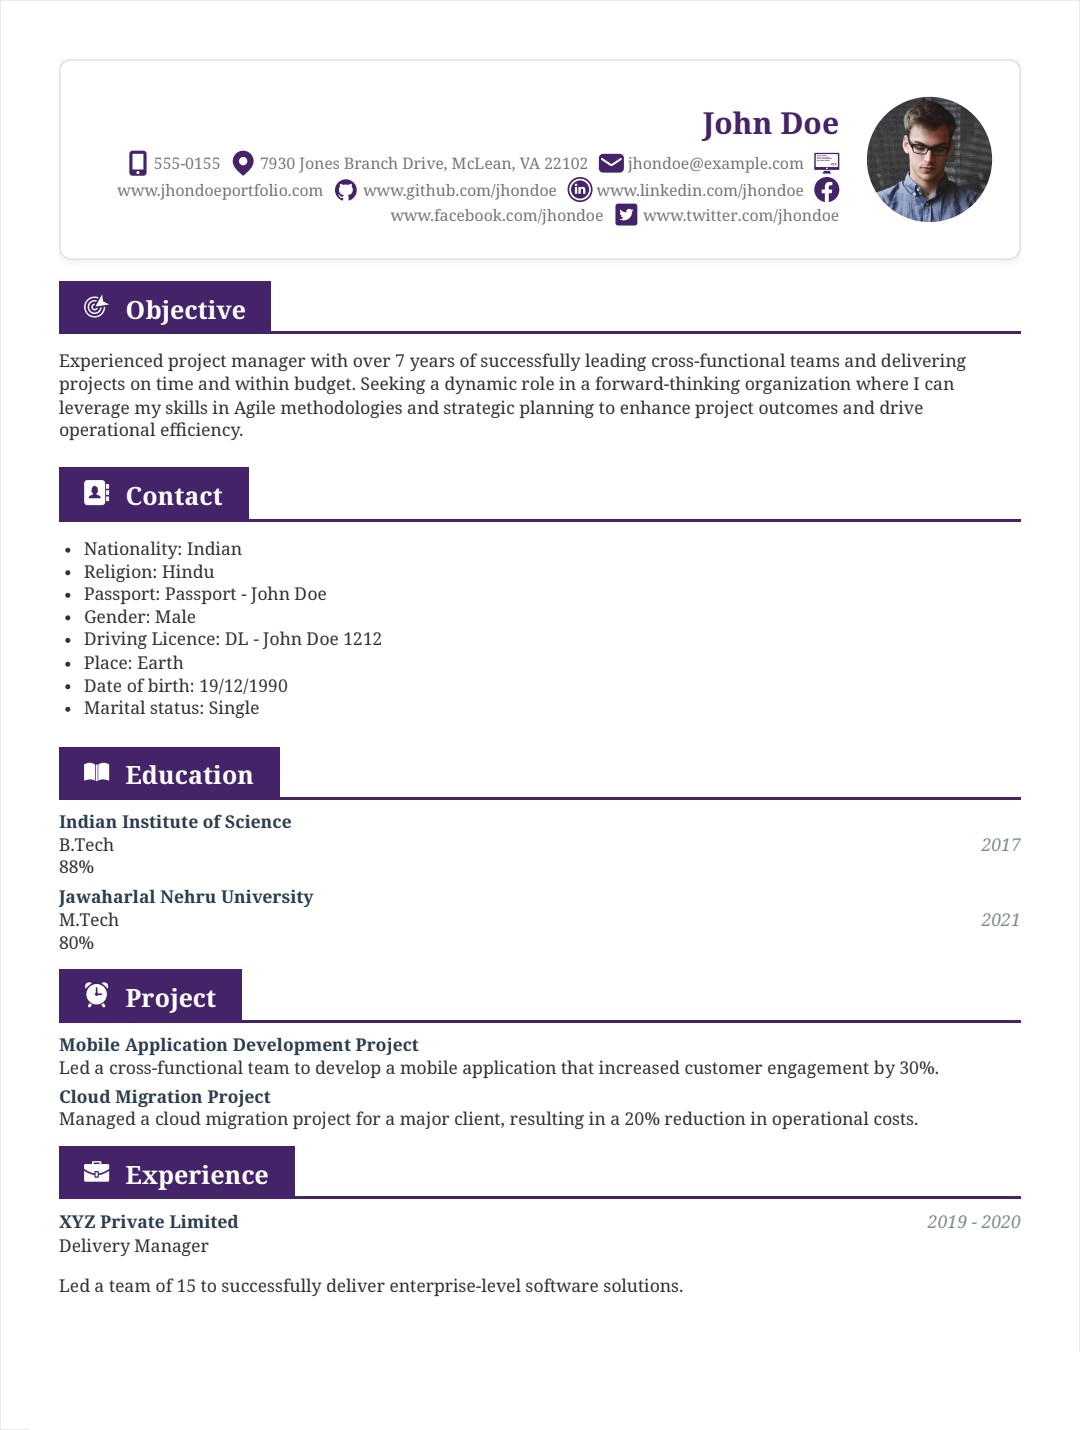 John Doe
555-0155 7930 Jones Branch Drive, McLean, VA 22102 jhondoe@example.com
www.jhondoeportfolio.com www.github.com/jhondoe www.linkedin.com/jhondoe
www.facebook.com/jhondoe www.twitter.com/jhondoe
Objective
Experienced project manager with over 7 years of successfully leading cross-functional teams and delivering
projects on time and within budget. Seeking a dynamic role in a forward-thinking organization where I can
leverage my skills in Agile methodologies and strategic planning to enhance project outcomes and drive
operational efficiency.
Contact
• Nationality: Indian
• Religion: Hindu
• Passport: Passport - John Doe
• Gender: Male
• Driving Licence: DL - John Doe 1212
• Place: Earth
• Date of birth: 19/12/1990
• Marital status: Single
Education
Indian Institute of Science
B.Tech 2017
88%
Jawaharlal Nehru University
M.Tech 2021
80%
Project
Mobile Application Development Project
Led a cross-functional team to develop a mobile application that increased customer engagement by 30%.
Cloud Migration Project
Managed a cloud migration project for a major client, resulting in a 20% reduction in operational costs.
Experience
XYZ Private Limited 2019 - 2020
Delivery Manager
Led a team of 15 to successfully deliver enterprise-level software solutions.